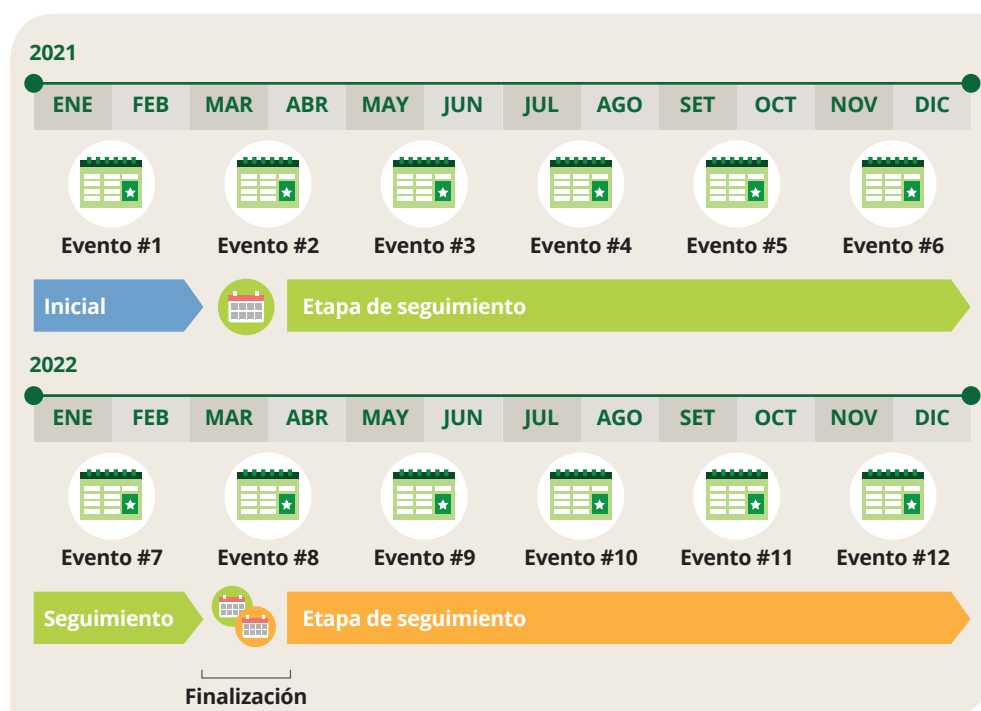 2021
ENE FEB MAR ABR MAY JUN JUL AGO SET OCT NOV DIC
Evento #1 Evento #2 Evento #3 Evento #4 Evento #5 Evento #6
Inicial Etapa de seguimiento
2022
ENE FEB MAR ABR MAY JUN JUL AGO SET OCT NOV DIC
Evento #7 Evento #8 Evento #9 Evento #10 Evento #11 Evento #12
Seguimiento Etapa de seguimiento
Finalización